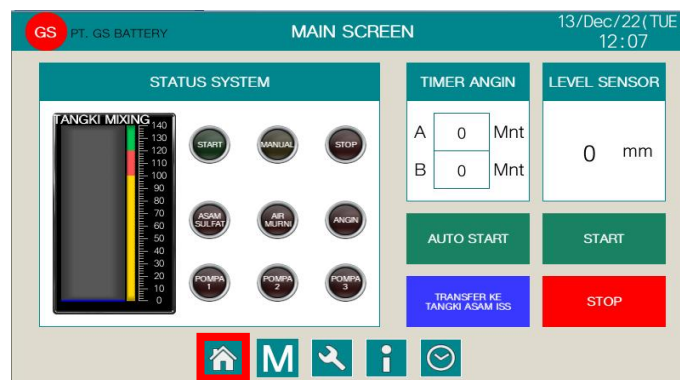 GS PT. GS BATTERY
MAIN SCREEN
13/Dec/22(TUE
12:07
STATUS SYSTEM
TANGKI MIXING
140
130
120
110
100
90
80
70
60
50
40
30
20
10
0
START
MANUAL
STOP
ASAM
SULFAT
AIR
MURNI
ANGIN
POMPA
1
POMPA
2
POMPA
3
TIMER ANGIN
A 0 Mnt
B 0 Mnt
LEVEL SENSOR
0 mm
AUTO START
START
TRANSFER KE
TANGKI ASAM ISS
STOP
M
i